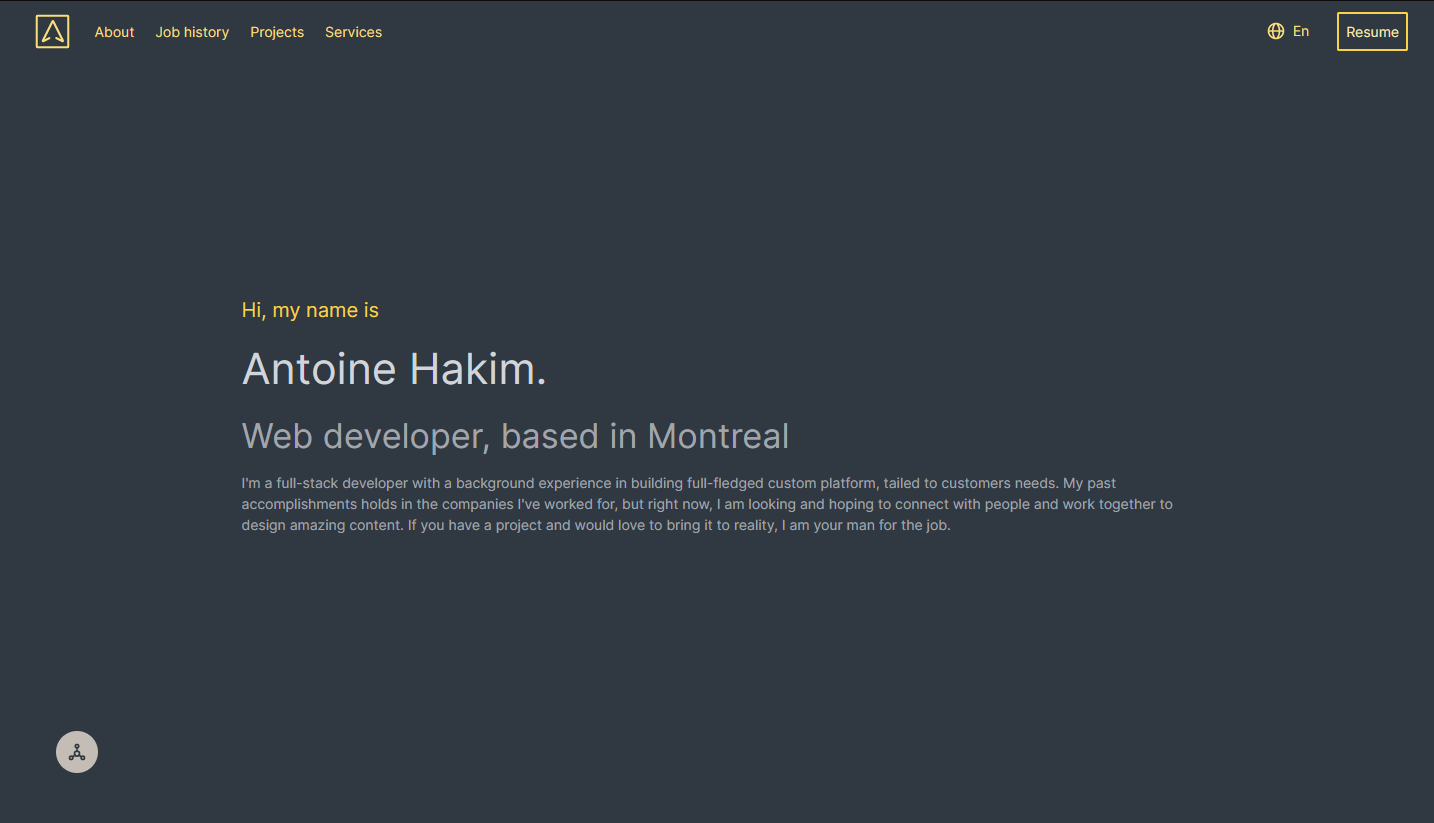 About Job history Projects Services En Resume
Hi, my name is
Antoine Hakim.
Web developer, based in Montreal
I'm a full-stack developer with a background experience in building full-fledged custom platform, tailed to customers needs. My past
accomplishments holds in the companies I've worked for, but right now, I am looking and hoping to connect with people and work together to
design amazing content. If you have a project and would love to bring it to reality, I am your man for the job.